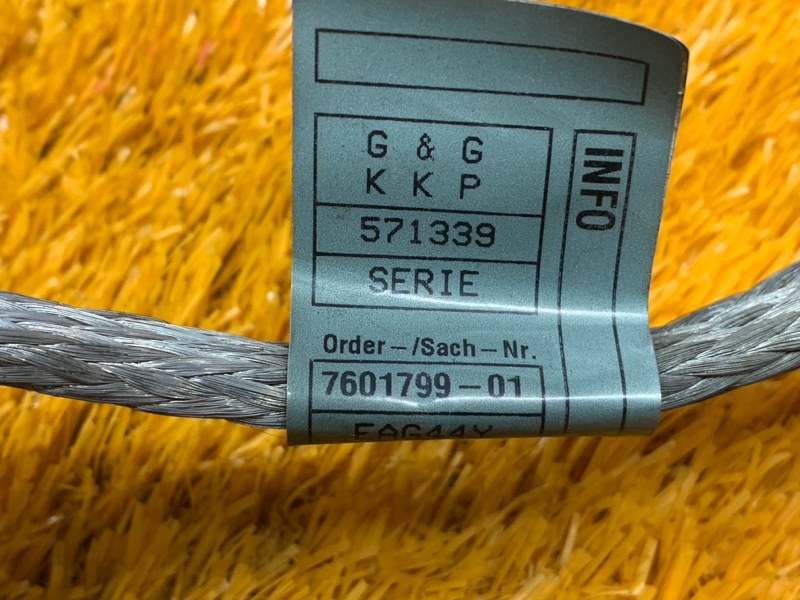 G & G
K K P
571339
SERIE
Order-/Sach-Nr.
7601799-01
INFO